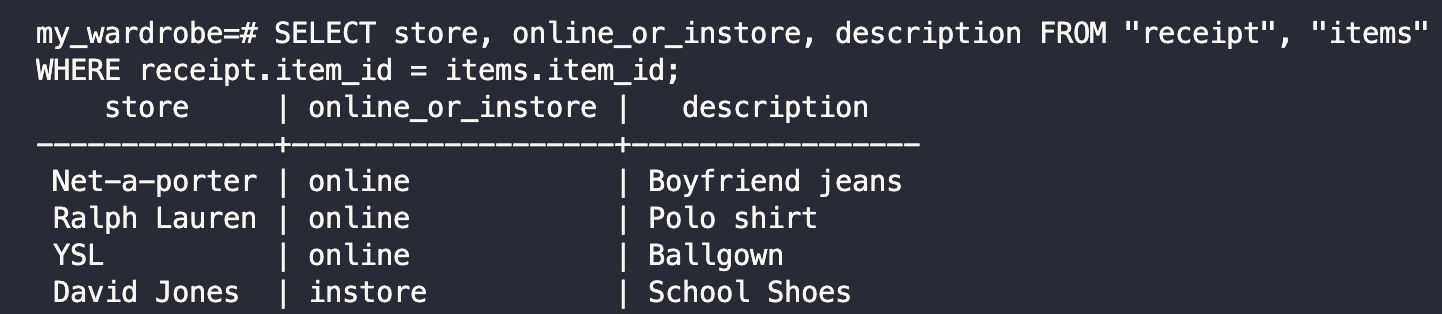 my_wardrobe=# SELECT store, online_or_instore, description FROM "receipt", "items"
WHERE receipt.item_id = items.item_id;
    store     | online_or_instore |   description
--------------+-------------------+-----------------
 Net-a-porter | online            | Boyfriend jeans
 Ralph Lauren | online            | Polo shirt
 YSL          | online            | Ballgown
 David Jones  | instore           | School Shoes